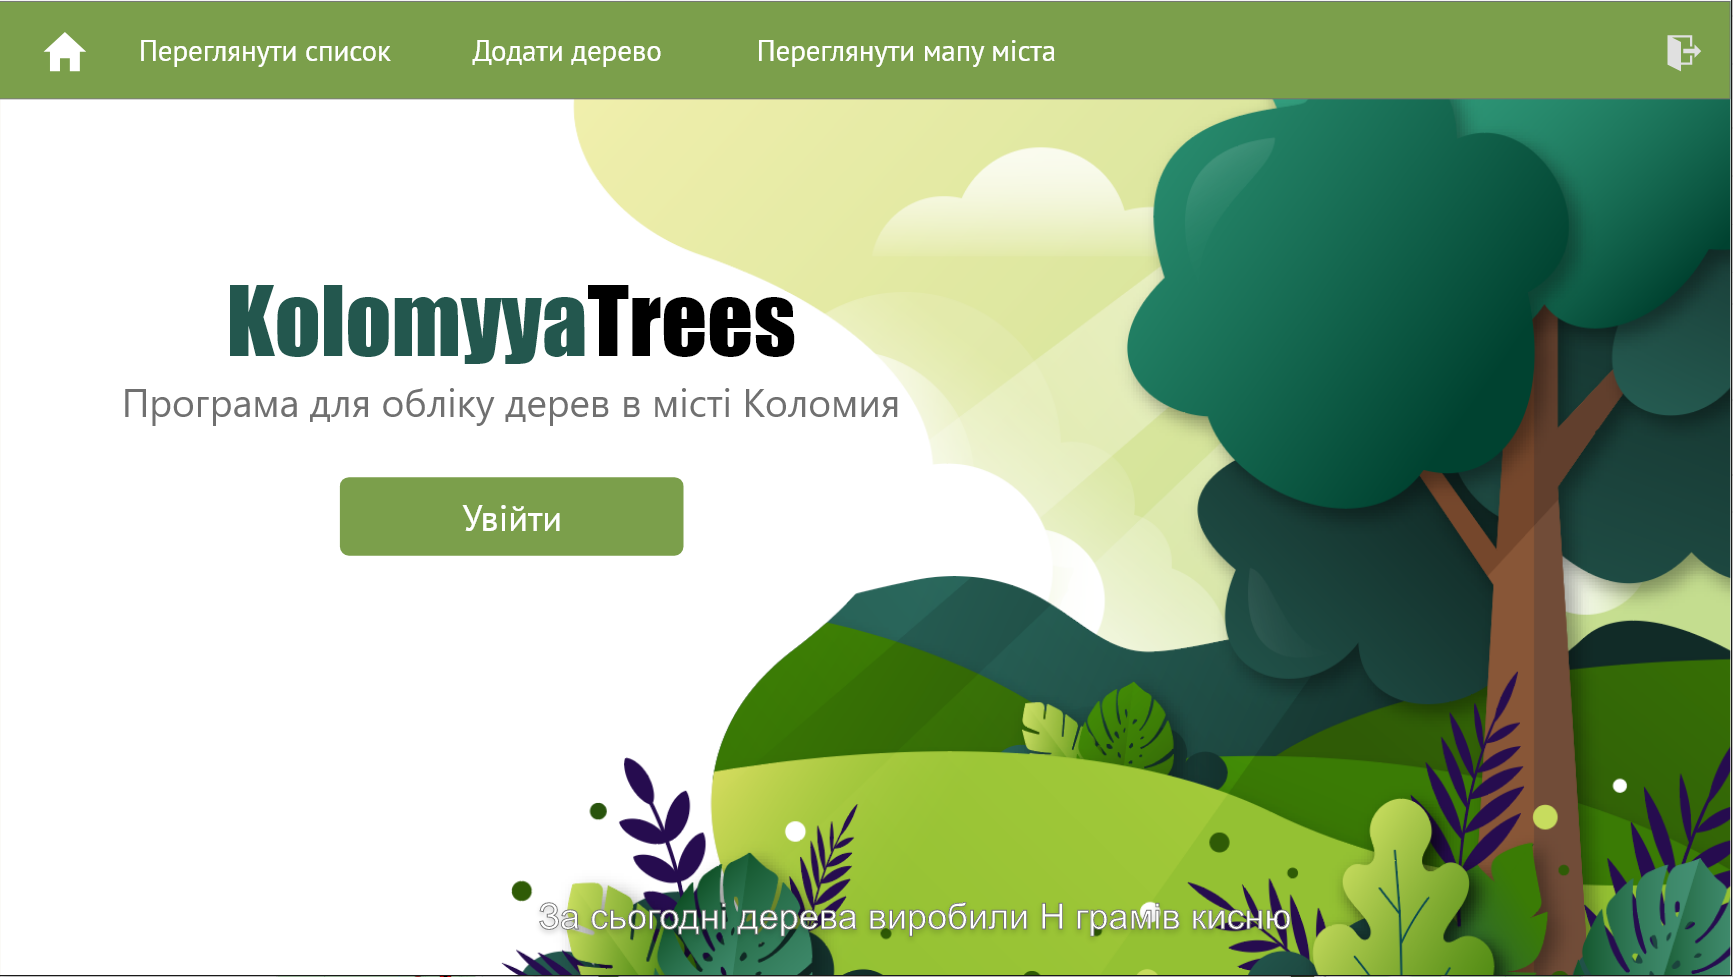 Переглянути список Додати дерево Переглянути мапу міста
KolomyyaTrees
Програма для обліку дерев в місті Коломия
Увійти
За сьогодні дерева виробили Н грамів кисню